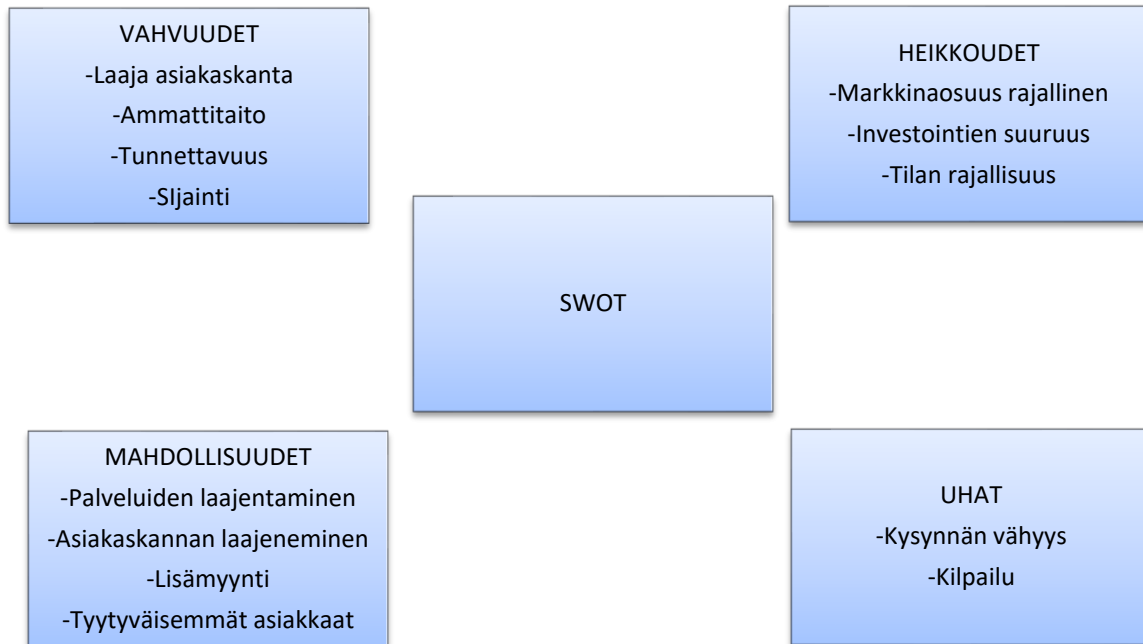 VAHVUUDET
-Laaja asiakaskanta
-Ammattitaito
-Tunnettavuus
-SIjainti
HEIKKOUDET
-Markkinaosuus rajallinen
-Investointien suuruus
-Tilan rajallisuus
SWOT
MAHDOLLISUUDET
-Palveluiden laajentaminen
-Asiakaskannan laajeneminen
-Lisämyynti
-Tyytyväisemmät asiakkaat
UHAT
-Kysynnän vähyys
-Kilpailu